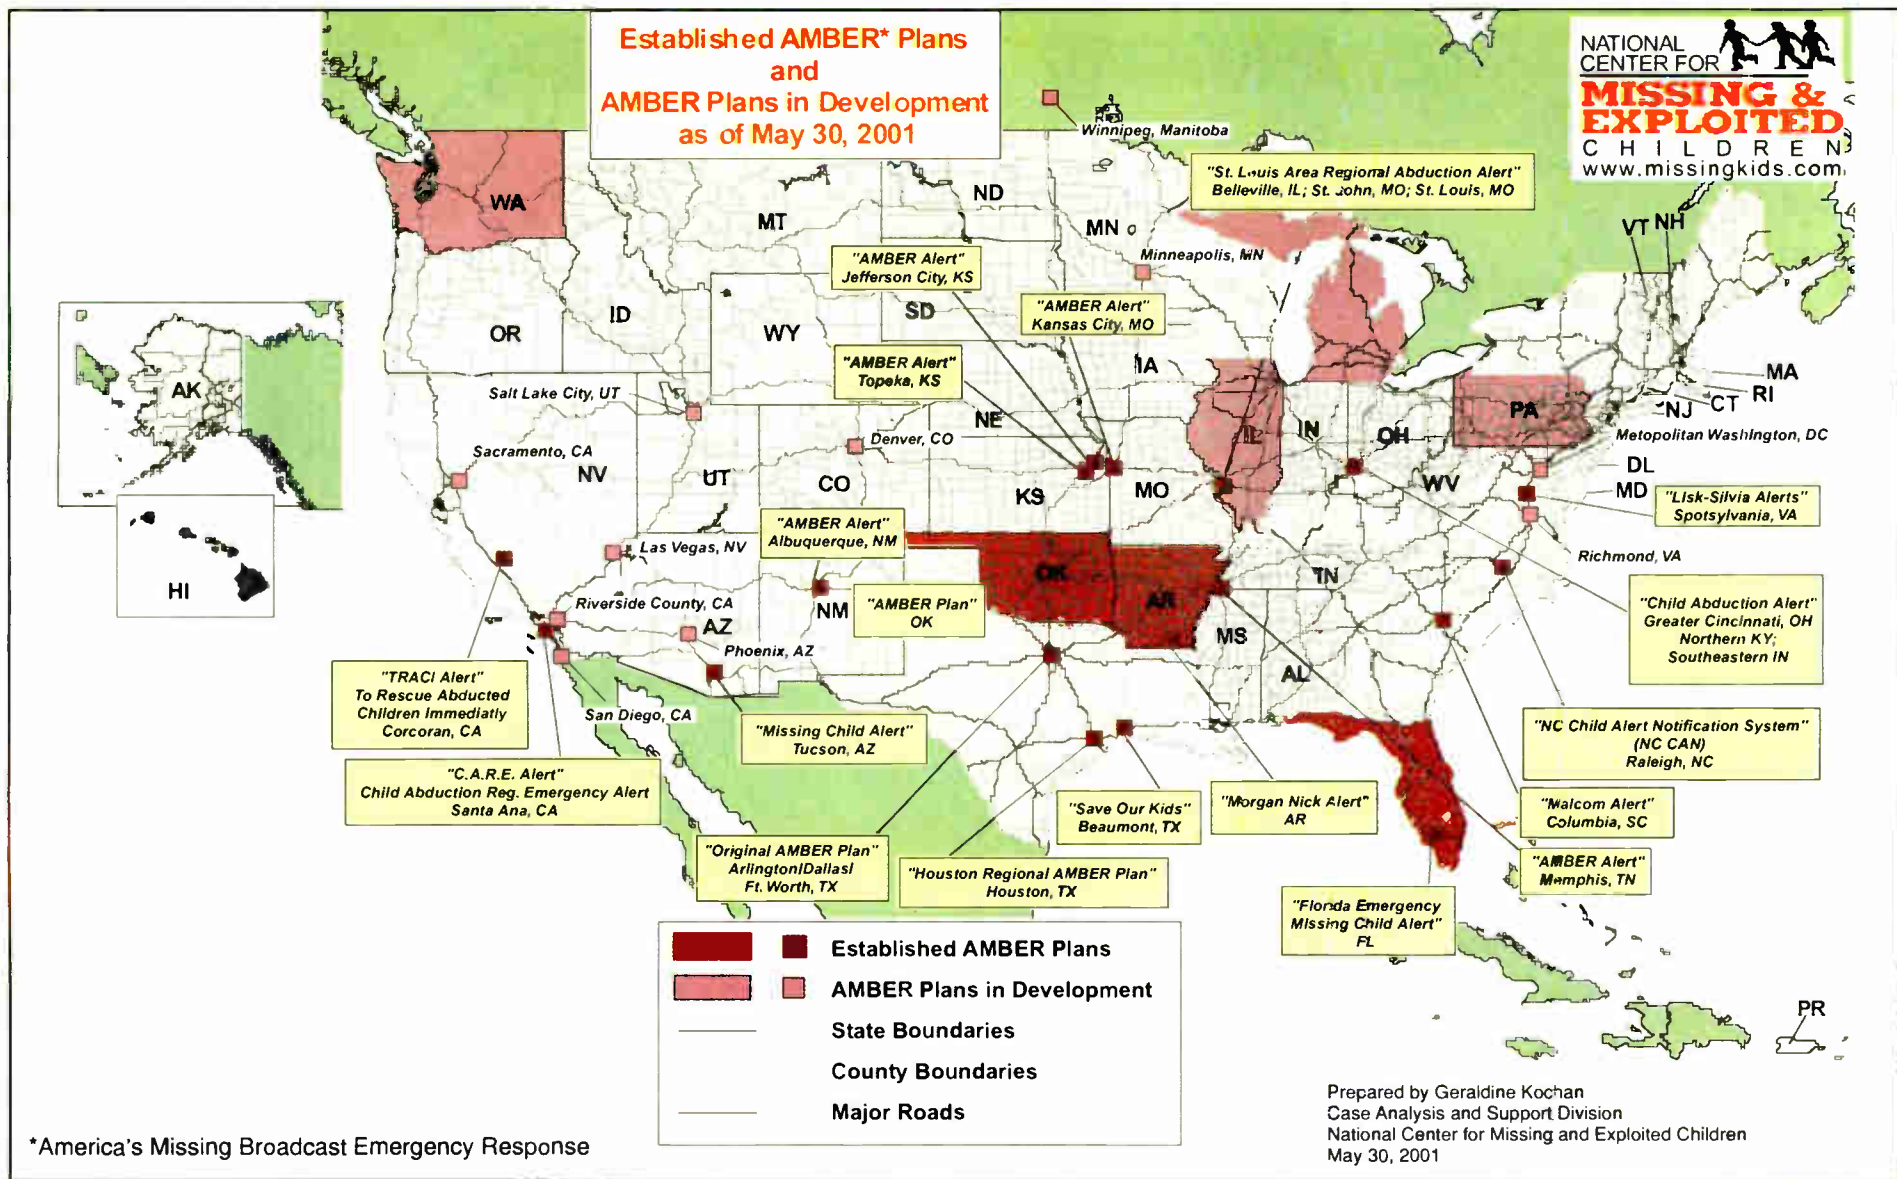 Established AMBER* Plans
and
AMBER Plans in Development
as of May 30, 2001
NATIONAL
CENTER FOR
MISSING &
EXPLOITED
CHILDREN
www.missingkids.com
Winnipeg, Manitoba
"St. Louis Area Regional Abduction Alert"
Belleville, IL; St. John, MO; St. Louis, MO
WA
MT
ND
MN
VT
NH
Minneapolis, MN
"AMBER Alert"
Jefferson City, KS
"AMBER Alert"
Kansas City, MO
OR
ID
WY
SD
"AMBER Alert"
Topeka, KS
IA
MA
RI
CT
NJ
AK
Salt Lake City, UT
NE
Denver, CO
IL
IN
OH
PA
Metopolitan Washington, DC
Sacramento, CA
NV
UT
CO
KS
MO
WV
DL
MD
"Lisk-Silvia Alerts"
Spotsylvania, VA
"AMBER Alert"
Albuquerque, NM
Las Vegas, NV
Richmond, VA
HI
OK
AR
TN
Riverside County, CA
AZ
NM
"AMBER Plan"
OK
MS
"Child Abduction Alert"
Greater Cincinnati, OH
Northern KY;
Southeastern IN
Phoenix, AZ
AL
"TRACI Alert"
To Rescue Abducted
Children Immediatly
Corcoran, CA
San Diego, CA
"Missing Child Alert"
Tucson, AZ
"NC Child Alert Notification System"
(NC CAN)
Raleigh, NC
"C.A.R.E. Alert"
Child Abduction Reg. Emergency Alert
Santa Ana, CA
"Save Our Kids"
Beaumont, TX
"Morgan Nick Alert"
AR
"Malcom Alert"
Columbia, SC
"Original AMBER Plan"
Arlington/Dallas/
Ft. Worth, TX
"Houston Regional AMBER Plan"
Houston, TX
"AMBER Alert"
Memphis, TN
"Florida Emergency
Missing Child Alert"
FL
Established AMBER Plans
AMBER Plans in Development
State Boundaries
County Boundaries
Major Roads
PR
Prepared by Geraldine Kochan
Case Analysis and Support Division
National Center for Missing and Exploited Children
May 30, 2001
*America's Missing Broadcast Emergency Response